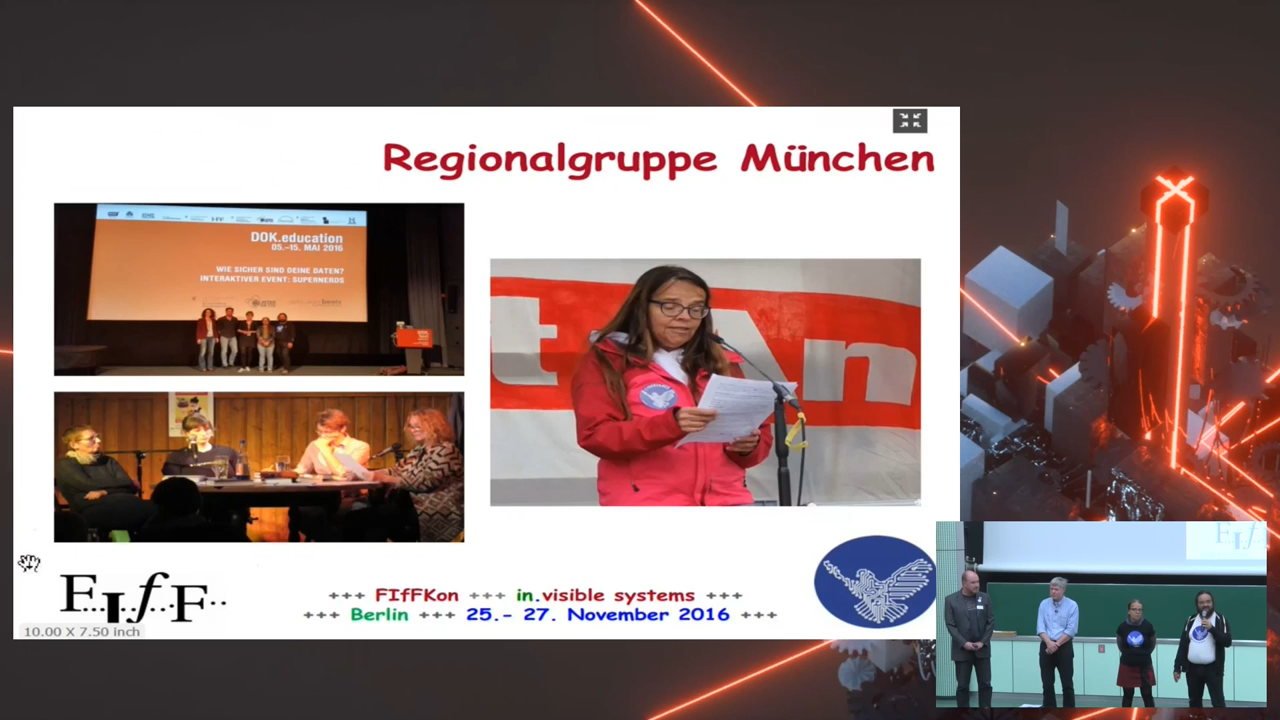 Regionalgruppe München
DOK.education
05.–15. MAI 2016
WIE SICHER SIND DEINE DATEN?
INTERAKTIVER EVENT: SUPERNERDS
t An
FIfF
+++ FIfFKon +++ in.visible systems +++
+++ Berlin +++ 25.- 27. November 2016 +++
10.00 X 7.50 inch